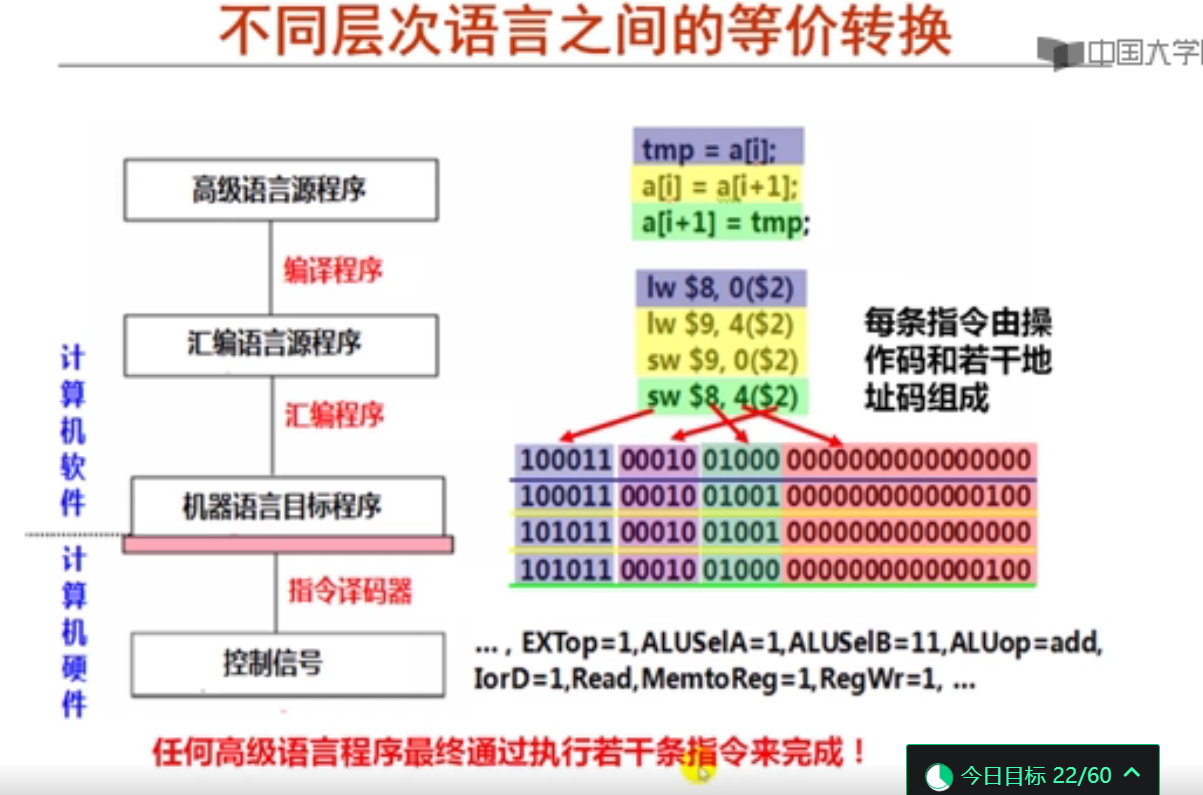 不同层次语言之间的等价转换
中国大学
高级语言源程序
编译程序
汇编语言源程序
汇编程序
机器语言目标程序
指令译码器
控制信号
计算机软件
计算机硬件
tmp = a[i];
a[i] = a[i+1];
a[i+1] = tmp;
lw $8, 0($2)
lw $9, 4($2)
sw $9, 0($2)
sw $8, 4($2)
每条指令由操
作码和若干地
址码组成
100011 00010 01000 0000000000000000
100011 00010 01001 0000000000000100
101011 00010 01001 0000000000000000
101011 00010 01000 0000000000000100
... , EXTop=1,ALUSelA=1,ALUSelB=11,ALUop=add,
IorD=1,Read,MemtoReg=1,RegWr=1, ...
任何高级语言程序最终通过执行若干条指令来完成！
今日目标 22/60